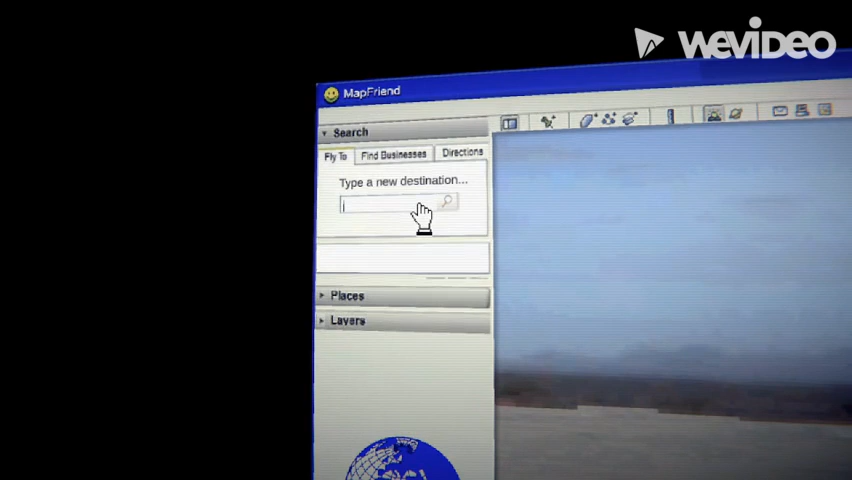 WEVIDEO
MapFriend
Search
Fly To
Find Businesses
Directions
Type a new destination...
Places
Layers